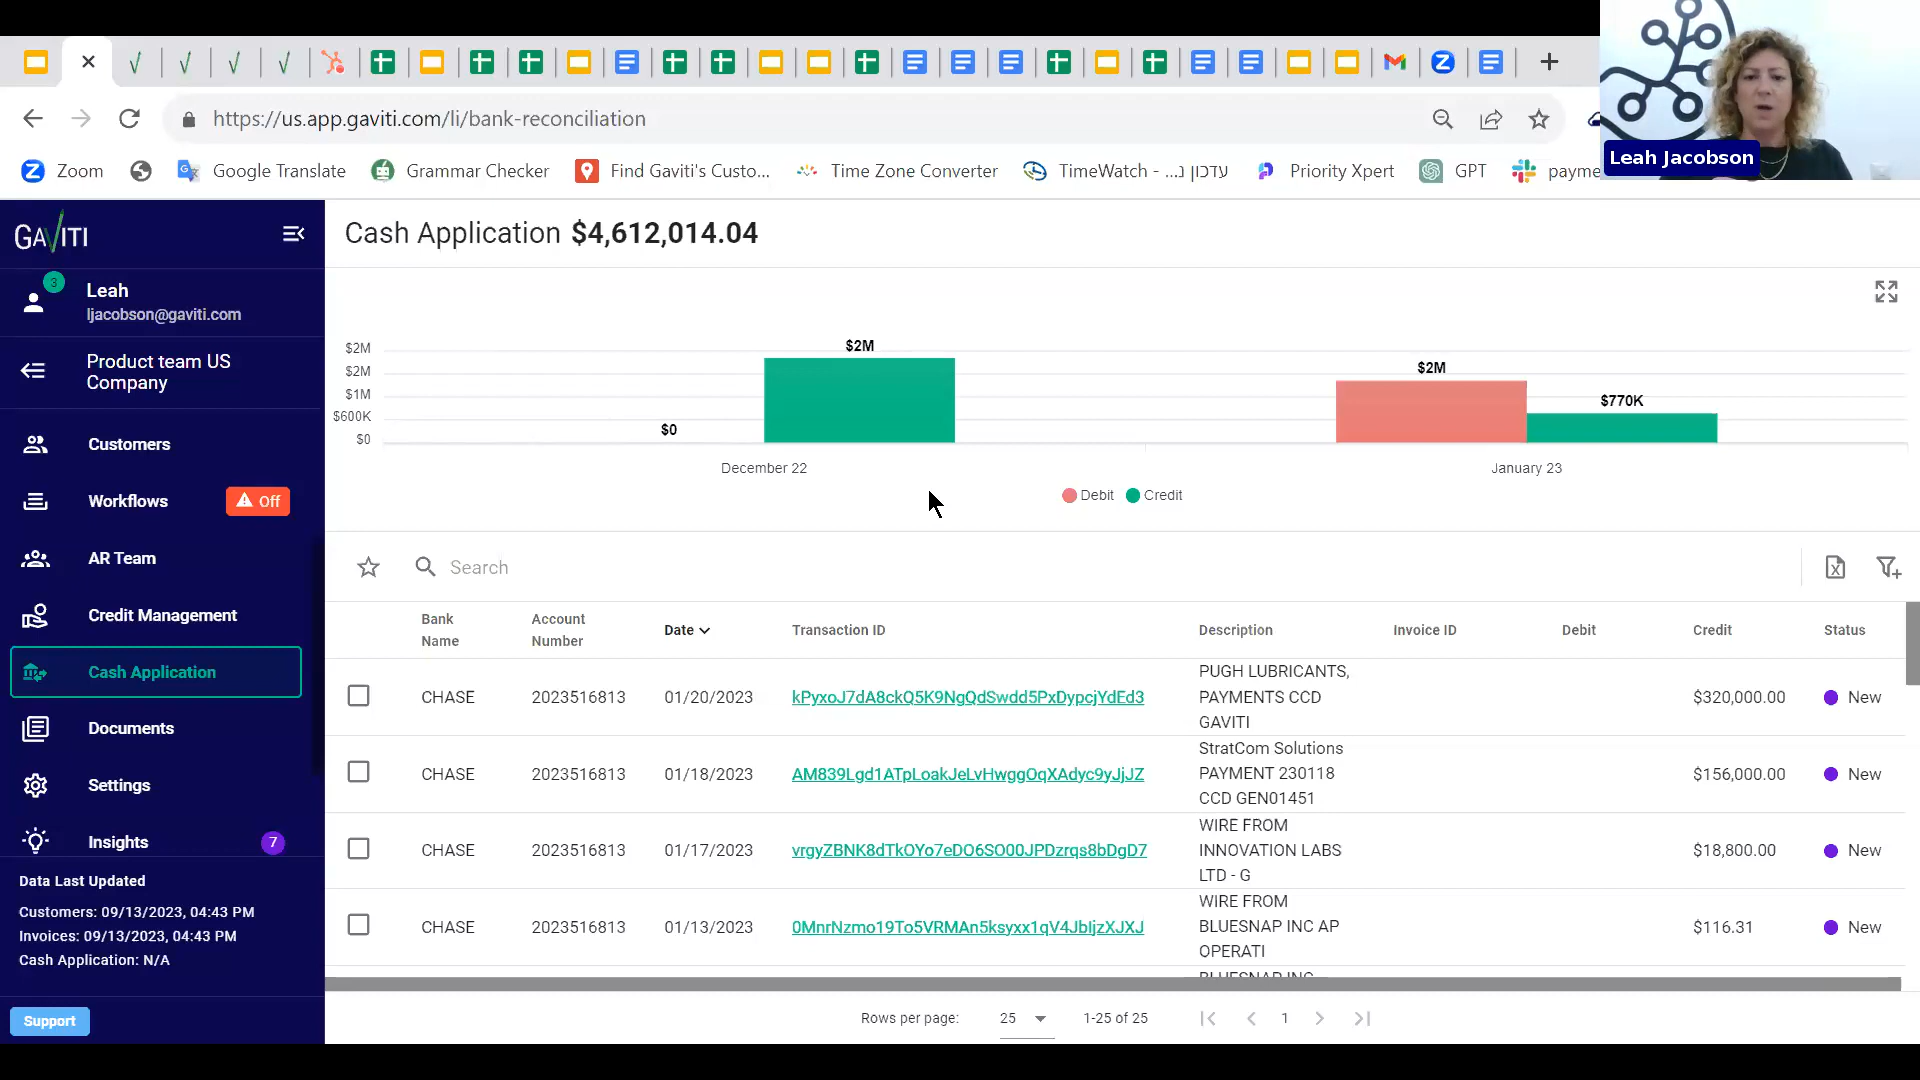 https://us.app.gaviti.com/li/bank-reconciliation
Leah Jacobson
Zoom
Google Translate
Grammar Checker
Find Gaviti's Custo...
Time Zone Converter
TimeWatch - ...עדכון נ
Priority Xpert
GPT
payme
GAVITI
3
Leah
ljacobson@gaviti.com
Product team US
Company
Customers
Workflows
Off
AR Team
Credit Management
Cash Application
Documents
Settings
Insights
7
Data Last Updated
Customers: 09/13/2023, 04:43 PM
Invoices: 09/13/2023, 04:43 PM
Cash Application: N/A
Support
Cash Application $4,612,014.04
$2M
$2M
$1M
$600K
$0
$0
$2M
$2M
$770K
December 22
January 23
Debit
Credit
Search
Bank Name
Account Number
Date
Transaction ID
Description
Invoice ID
Debit
Credit
Status
CHASE
2023516813
01/20/2023
kPyxoJ7dA8ckQ5K9NgQdSwdd5PxDypcjYdEd3
PUGH LUBRICANTS,
PAYMENTS CCD
GAVITI
$320,000.00
New
CHASE
2023516813
01/18/2023
AM839Lgd1ATpLoakJeLvHwggOqXAdyc9yJjJZ
StratCom Solutions
PAYMENT 230118
CCD GEN01451
$156,000.00
New
CHASE
2023516813
01/17/2023
vrgyZBNK8dTkOYo7eDO6SO00JPDzrqs8bDgD7
WIRE FROM
INNOVATION LABS
LTD - G
$18,800.00
New
CHASE
2023516813
01/13/2023
0MnrNzmo19To5VRMAn5ksyxx1qV4JbIjzXJXJ
WIRE FROM
BLUESNAP INC AP
OPERATI
$116.31
New
BLUESNAP INC
Rows per page:
25
1-25 of 25
1